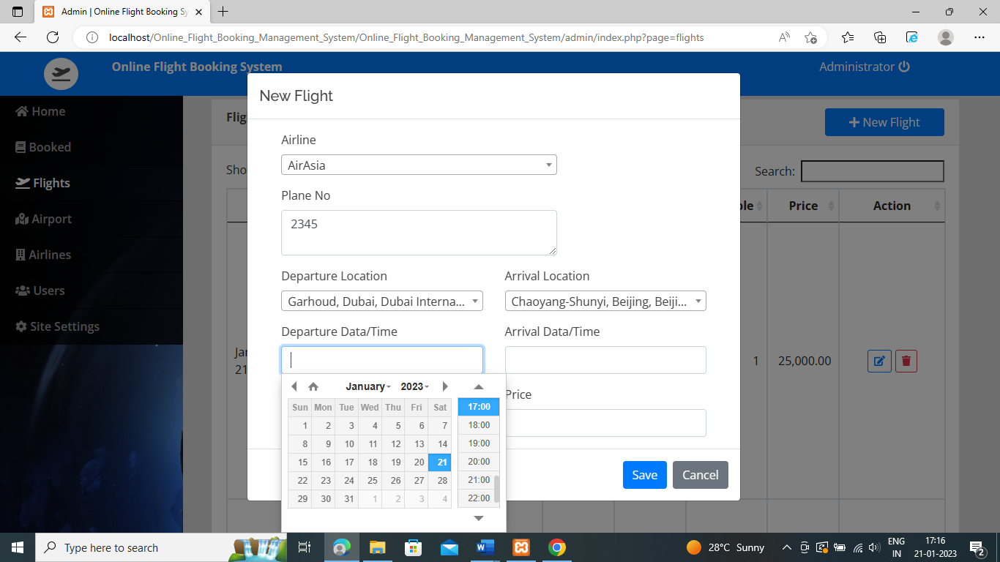 Admin | Online Flight Booking Sy
localhost/Online_Flight_Booking_Management_System/Online_Flight_Booking_Management_System/admin/index.php?page=flights
Online Flight Booking System
Administrator
Home
Booked
Flights
Airport
Airlines
Users
Site Settings
New Flight
Search:
Price
Action
1
25,000.00
21
New Flight
Airline
AirAsia
Plane No
2345
Departure Location
Arrival Location
Garhoud, Dubai, Dubai Interna...
Chaoyang-Shunyi, Beijing, Beiji...
Departure Data/Time
Arrival Data/Time
Price
January 2023
Sun Mon Tue Wed Thu Fri Sat
1 2 3 4 5 6 7
8 9 10 11 12 13 14
15 16 17 18 19 20 21
22 23 24 25 26 27 28
29 30 31 1 2 3 4
17:00
18:00
19:00
20:00
21:00
22:00
Save
Cancel
Type here to search
28°C Sunny
ENG
IN
17:16
21-01-2023
2